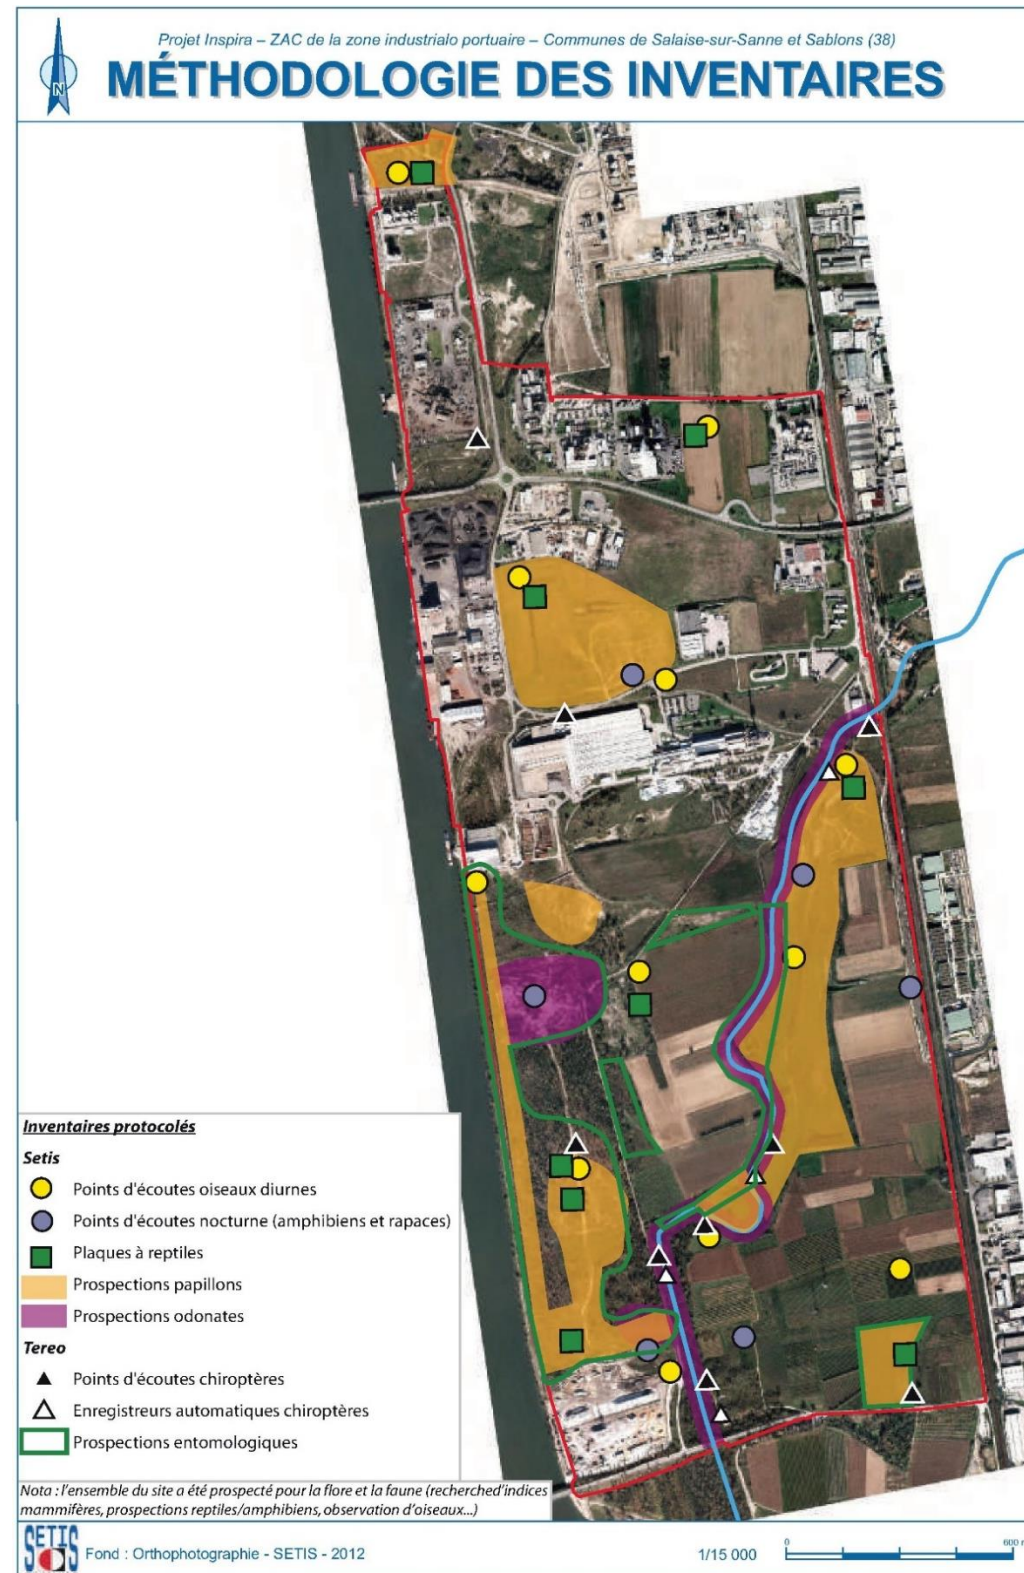 Projet Inspira – ZAC de la zone industrialo portuaire – Communes de Salaise-sur-Sanne et Sablons (38)
MÉTHODOLOGIE DES INVENTAIRES
N
Inventaires protocolés
Setis
Points d'écoutes oiseaux diurnes
Points d'écoutes nocturne (amphibiens et rapaces)
Plaques à reptiles
Prospections papillons
Prospections odonates
Tereo
Points d'écoutes chiroptères
Enregistreurs automatiques chiroptères
Prospections entomologiques
Nota : l'ensemble du site a été prospecté pour la flore et la faune (recherched'indices
mammifères, prospections reptiles/amphibiens, observation d'oiseaux...)
SETIS
Fond : Orthophotographie - SETIS - 2012
1/15 000
0
600 m